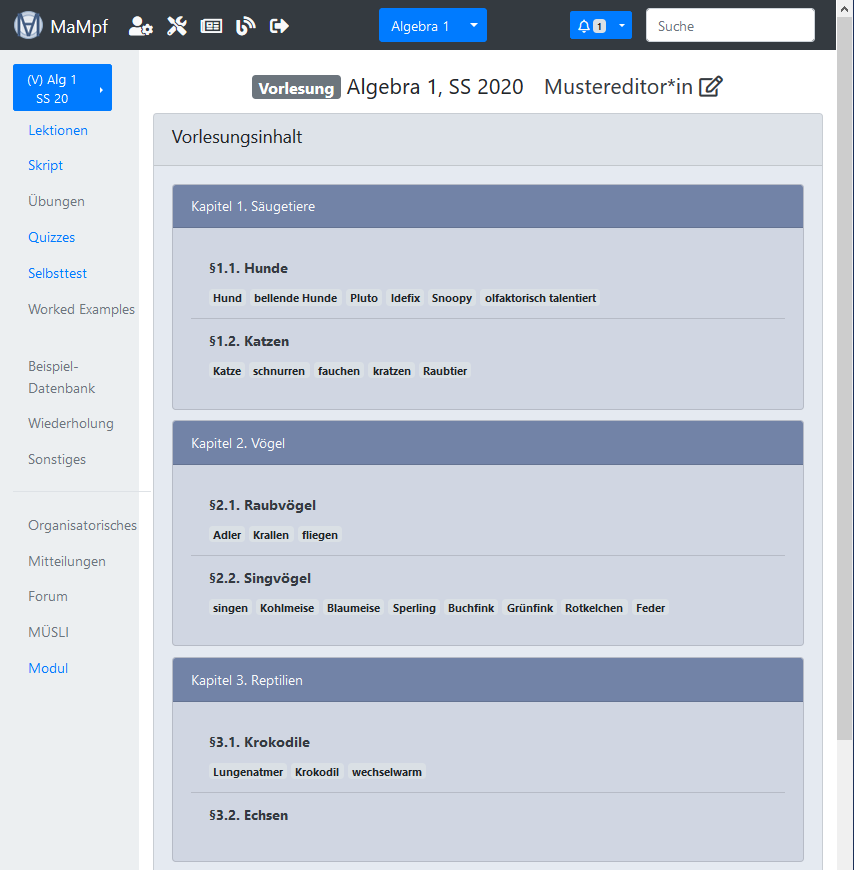 MaMpf Algebra 1 1 Suche
(V) Alg 1
SS 20
Lektionen
Skript
Übungen
Quizzes
Selbsttest
Worked Examples
Beispiel-
Datenbank
Wiederholung
Sonstiges
Organisatorisches
Mitteilungen
Forum
MÜSLI
Modul
Vorlesung Algebra 1, SS 2020 Mustereditor*in
Vorlesungsinhalt
Kapitel 1. Säugetiere
§1.1. Hunde
Hund bellende Hunde Pluto Idefix Snoopy olfaktorisch talentiert
§1.2. Katzen
Katze schnurren fauchen kratzen Raubtier
Kapitel 2. Vögel
§2.1. Raubvögel
Adler Krallen fliegen
§2.2. Singvögel
singen Kohlmeise Blaumeise Sperling Buchfink Grünfink Rotkelchen Feder
Kapitel 3. Reptilien
§3.1. Krokodile
Lungenatmer Krokodil wechselwarm
§3.2. Echsen